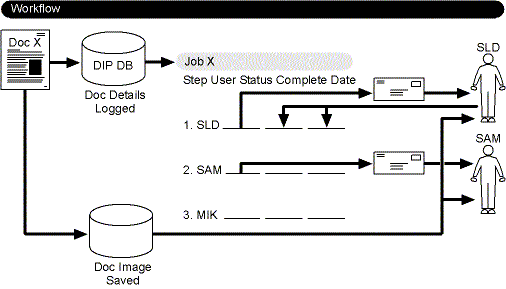 Workflow
Doc X
DIP DB
Doc Details
Logged
Job X
Step User Status Complete Date
SLD
1. SLD
SAM
2. SAM
3. MIK
Doc Image
Saved